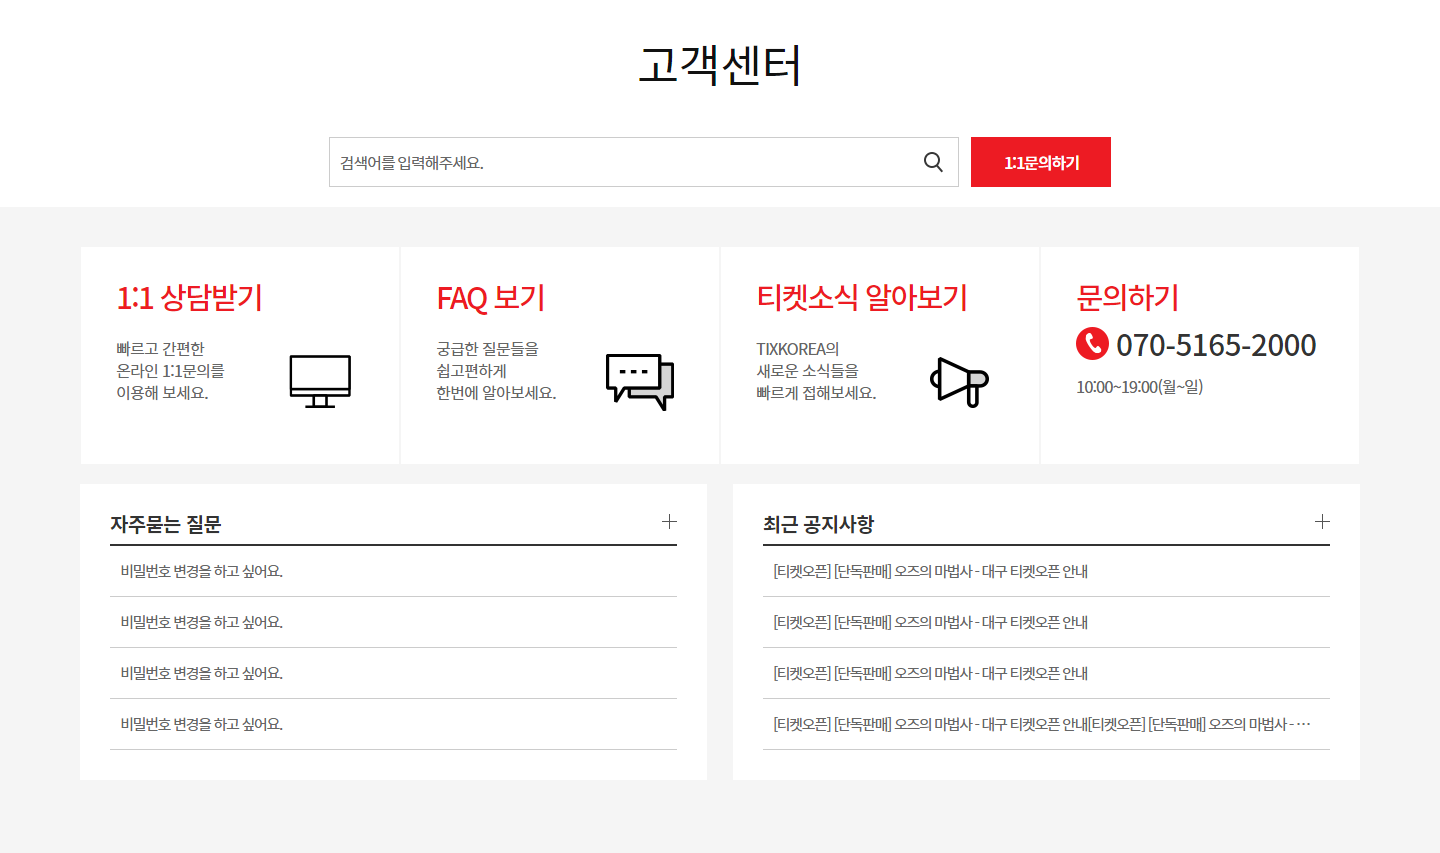 고객센터
검색어를 입력해주세요.
1:1문의하기
1:1 상담받기
빠르고 간편한
온라인 1:1문의를
이용해 보세요.
FAQ 보기
궁금한 질문들을
쉽고편하게
한번에 알아보세요.
티켓소식 알아보기
TIXKOREA의
새로운 소식들을
빠르게 접해보세요.
문의하기
070-5165-2000
10:00~19:00(월~일)
자주묻는 질문
비밀번호 변경을 하고 싶어요.
비밀번호 변경을 하고 싶어요.
비밀번호 변경을 하고 싶어요.
비밀번호 변경을 하고 싶어요.
최근 공지사항
[티켓오픈] [단독판매] 오즈의 마법사 - 대구 티켓오픈 안내
[티켓오픈] [단독판매] 오즈의 마법사 - 대구 티켓오픈 안내
[티켓오픈] [단독판매] 오즈의 마법사 - 대구 티켓오픈 안내
[티켓오픈] [단독판매] 오즈의 마법사 - 대구 티켓오픈 안내[티켓오픈] [단독판매] 오즈의 마법사 - …